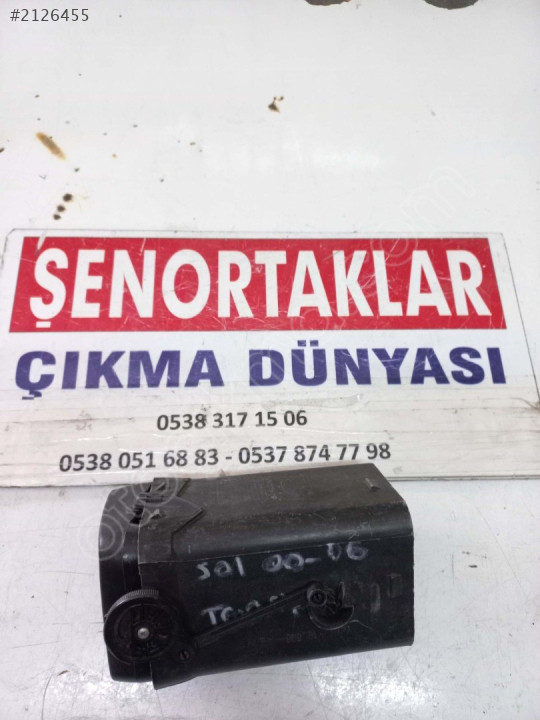 #2126455
ŞENORTAKLAR
ÇIKMA DÜNYASI
0538 317 15 06
0538 051 68 83 - 0537 874 77 98
SOl 00-06